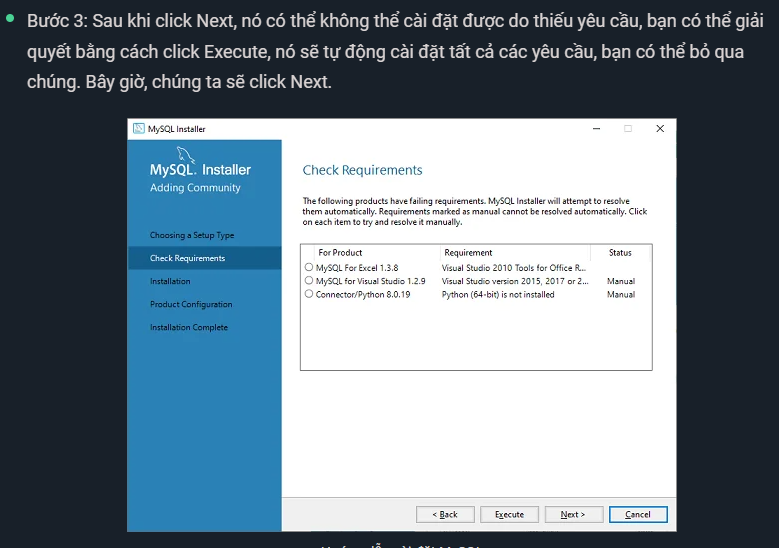 Bước 3: Sau khi click Next, nó có thể không thể cài đặt được do thiếu yêu cầu, bạn có thể giải
quyết bằng cách click Execute, nó sẽ tự động cài đặt tất cả các yêu cầu, bạn có thể bỏ qua
chúng. Bây giờ, chúng ta sẽ click Next.
MySQL Installer
MySQL. Installer
Adding Community
Choosing a Setup Type
Check Requirements
Installation
Product Configuration
Installation Complete
Check Requirements
The following products have failing requirements. MySQL Installer will attempt to resolve
them automatically. Requirements marked as manual cannot be resolved automatically. Click
on each item to try and resolve it manually.
For Product Requirement Status
MySQL For Excel 1.3.8 Visual Studio 2010 Tools for Office R...
MySQL for Visual Studio 1.2.9 Visual Studio version 2015, 2017 or 2... Manual
Connector/Python 8.0.19 Python (64-bit) is not installed Manual
< Back Execute Next > Cancel